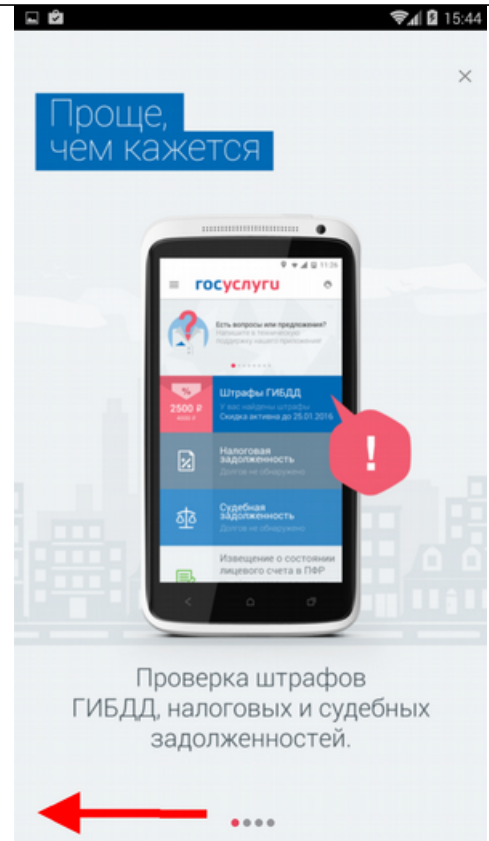 15:44
Проще,
чем кажется
11:26
госуслуги
Есть вопросы или предложения?
Напишите в техническую
поддержку нашего приложения
%
2500 ₽
Штрафы ГИБДД
У вас найдены штрафы
Скидка активна до 25.01.2016
Налоговая
задолженность
Долгов не обнаружено
Судебная
задолженность
Долгов не обнаружено
Извещение о состоянии
лицевого счета в ПФР
!
Проверка штрафов
ГИБДД, налоговых и судебных
задолженностей.